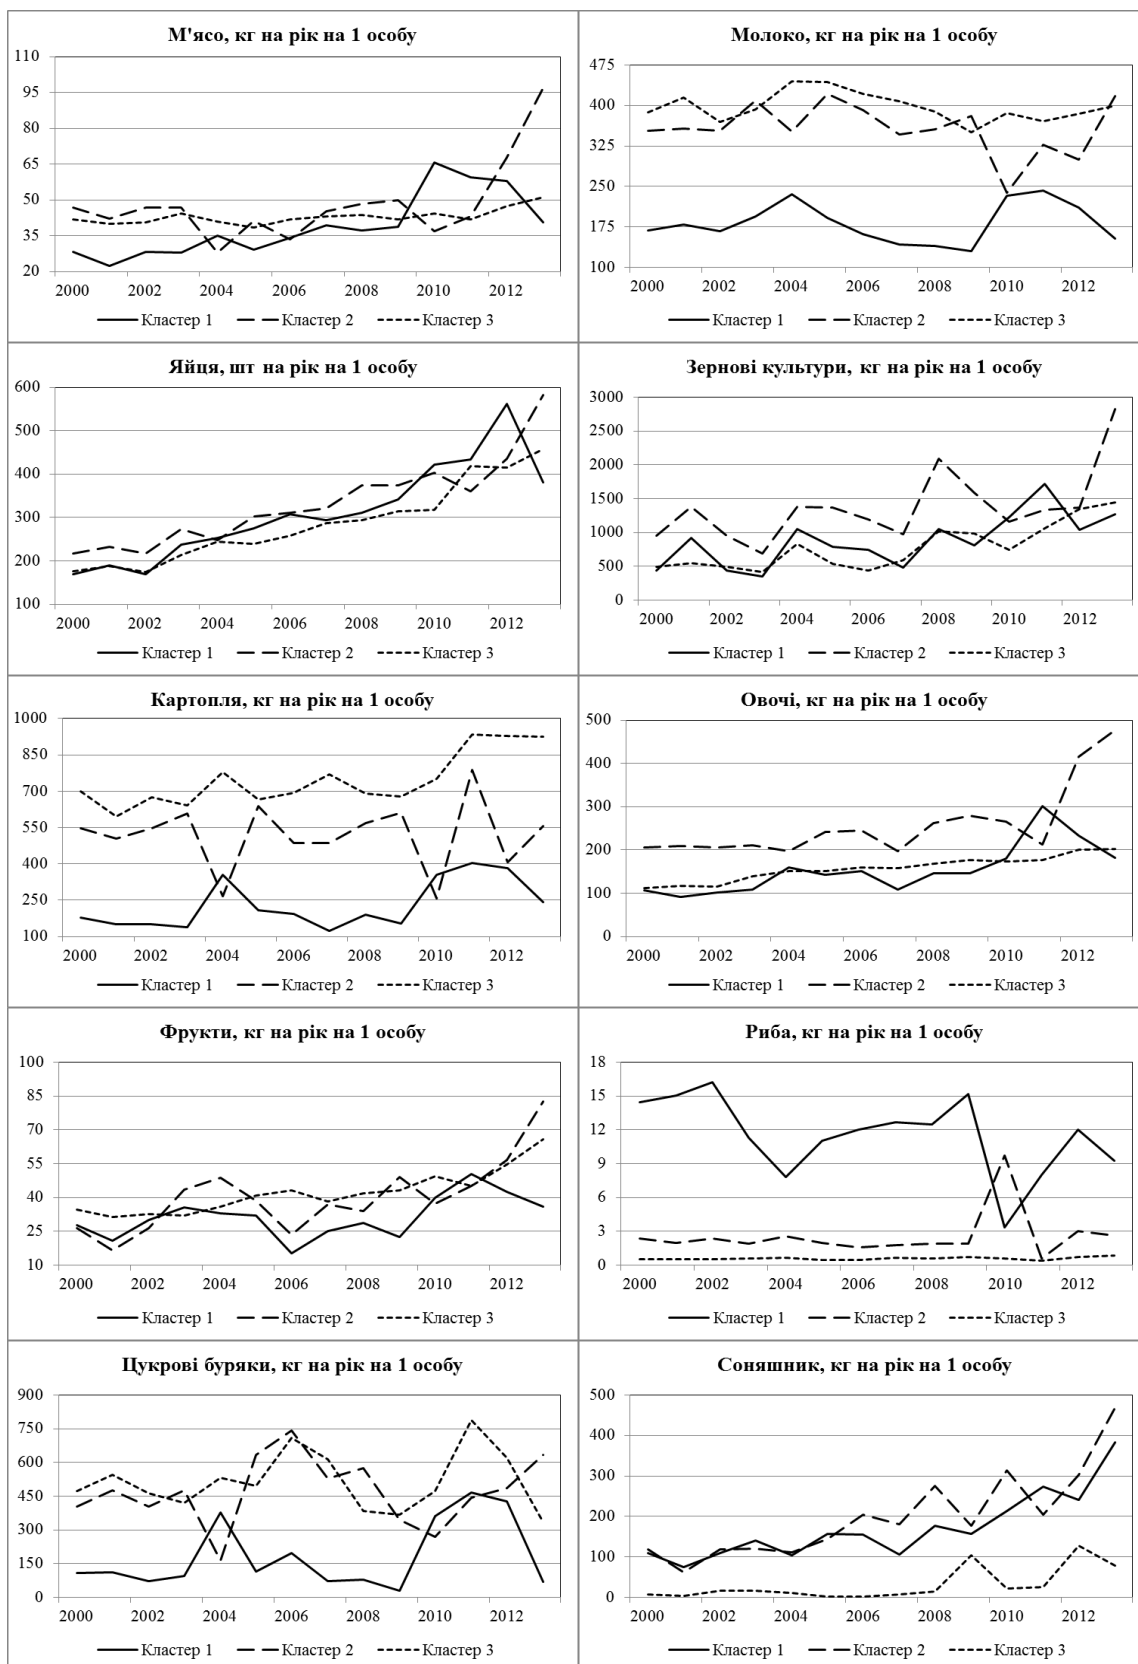 М'ясо, кг на рік на 1 особу
110
95
80
65
50
35
20
2000 2002 2004 2006 2008 2010 2012
Кластер 1 Кластер 2 Кластер 3
Молоко, кг на рік на 1 особу
475
400
325
250
175
100
2000 2002 2004 2006 2008 2010 2012
Кластер 1 Кластер 2 Кластер 3
Яйця, шт на рік на 1 особу
600
500
400
300
200
100
2000 2002 2004 2006 2008 2010 2012
Кластер 1 Кластер 2 Кластер 3
Зернові культури, кг на рік на 1 особу
3000
2500
2000
1500
1000
500
0
2000 2002 2004 2006 2008 2010 2012
Кластер 1 Кластер 2 Кластер 3
Картопля, кг на рік на 1 особу
1000
850
700
550
400
250
100
2000 2002 2004 2006 2008 2010 2012
Кластер 1 Кластер 2 Кластер 3
Овочі, кг на рік на 1 особу
500
400
300
200
100
0
2000 2002 2004 2006 2008 2010 2012
Кластер 1 Кластер 2 Кластер 3
Фрукти, кг на рік на 1 особу
100
85
70
55
40
25
10
2000 2002 2004 2006 2008 2010 2012
Кластер 1 Кластер 2 Кластер 3
Риба, кг на рік на 1 особу
18
15
12
9
6
3
0
2000 2002 2004 2006 2008 2010 2012
Кластер 1 Кластер 2 Кластер 3
Цукрові буряки, кг на рік на 1 особу
900
750
600
450
300
150
0
2000 2002 2004 2006 2008 2010 2012
Кластер 1 Кластер 2 Кластер 3
Соняшник, кг на рік на 1 особу
500
400
300
200
100
0
2000 2002 2004 2006 2008 2010 2012
Кластер 1 Кластер 2 Кластер 3